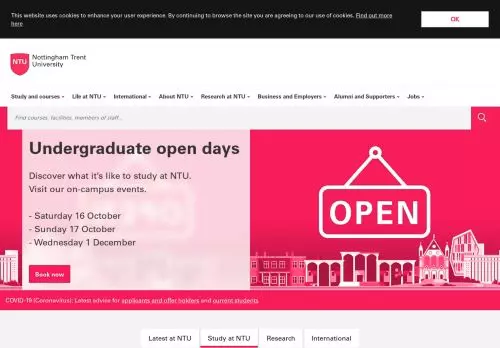 This website uses cookies to enhance your user experience. By continuing to browse the site you are agreeing to our use of cookies. Find out more
here
OK
NTU
Nottingham Trent
University
Study and courses
Life at NTU
International
About NTU
Research at NTU
Business and Employers
Alumni and Supporters
Jobs
Find courses, facilities, members of staff...
Undergraduate open days
Discover what it's like to study at NTU.
Visit our on-campus events.
- Saturday 16 October
- Sunday 17 October
- Wednesday 1 December
Book now
OPEN
COVID-19 (Coronavirus): Latest advice for applicants and offer holders and current students
Latest at NTU
Study at NTU
Research
International